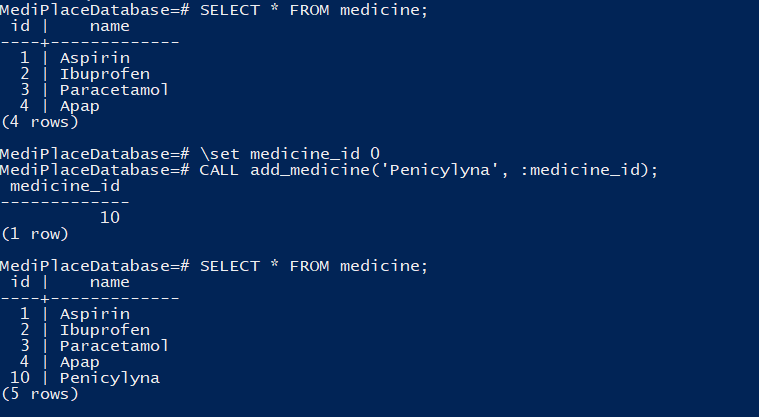 MediPlaceDatabase=# SELECT * FROM medicine;
 id |    name
----+-------------
  1 | Aspirin
  2 | Ibuprofen
  3 | Paracetamol
  4 | Apap
(4 rows)

MediPlaceDatabase=# \set medicine_id 0
MediPlaceDatabase=# CALL add_medicine('Penicylyna', :medicine_id);
 medicine_id
-------------
          10
(1 row)

MediPlaceDatabase=# SELECT * FROM medicine;
 id |    name
----+-------------
  1 | Aspirin
  2 | Ibuprofen
  3 | Paracetamol
  4 | Apap
 10 | Penicylyna
(5 rows)